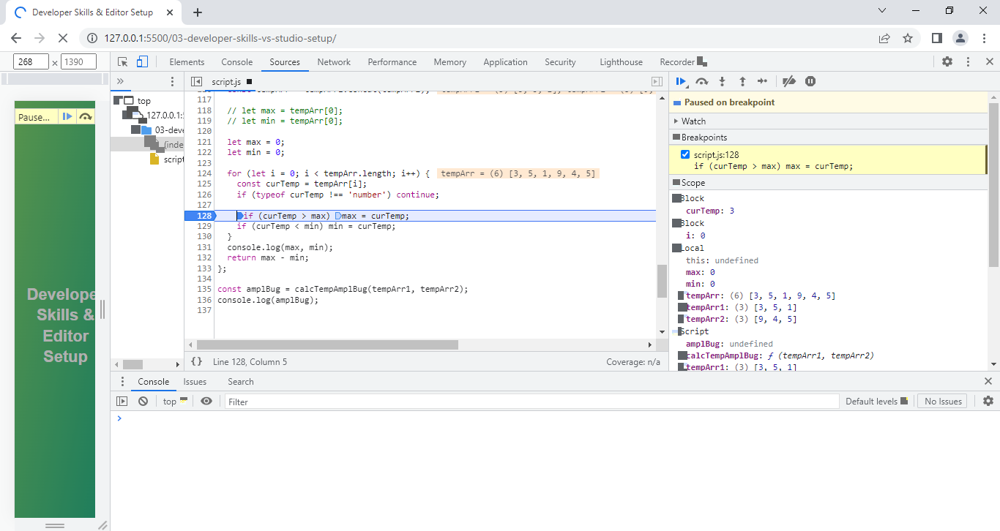 Developer Skills & Editor Setup
127.0.0.1:5500/03-developer-skills-vs-studio-setup/
268 × 1390
Elements Console Sources Network Performance Memory Application Security Lighthouse Recorder
script.js
top
127.0.0.1:
03-deve
(inde
script
Pause...
Develope
Skills &
Editor
Setup
117
118 // let max = tempArr[0];
119 // let min = tempArr[0];
120
121 let max = 0;
122 let min = 0;
123
124 for (let i = 0; i < tempArr.length; i++) { tempArr = (6) [3, 5, 1, 9, 4, 5]
125 const curTemp = tempArr[i];
126 if (typeof curTemp !== 'number') continue;
127
128 if (curTemp > max) max = curTemp;
129 if (curTemp < min) min = curTemp;
130 }
131 console.log(max, min);
132 return max - min;
133 };
134
135 const amplBug = calcTempAmplBug(tempArr1, tempArr2);
136 console.log(amplBug);
137
{} Line 128, Column 5 Coverage: n/a
Paused on breakpoint
Watch
Breakpoints
script.js:128
if (curTemp > max) max = curTemp;
Scope
Block
curTemp: 3
Block
i: 0
Local
this: undefined
max: 0
min: 0
tempArr: (6) [3, 5, 1, 9, 4, 5]
tempArr1: (3) [3, 5, 1]
tempArr2: (3) [9, 4, 5]
Script
amplBug: undefined
calcTempAmplBug: ƒ (tempArr1, tempArr2)
tempArr1: (3) [3, 5, 1]
Console Issues Search
top Filter Default levels No Issues